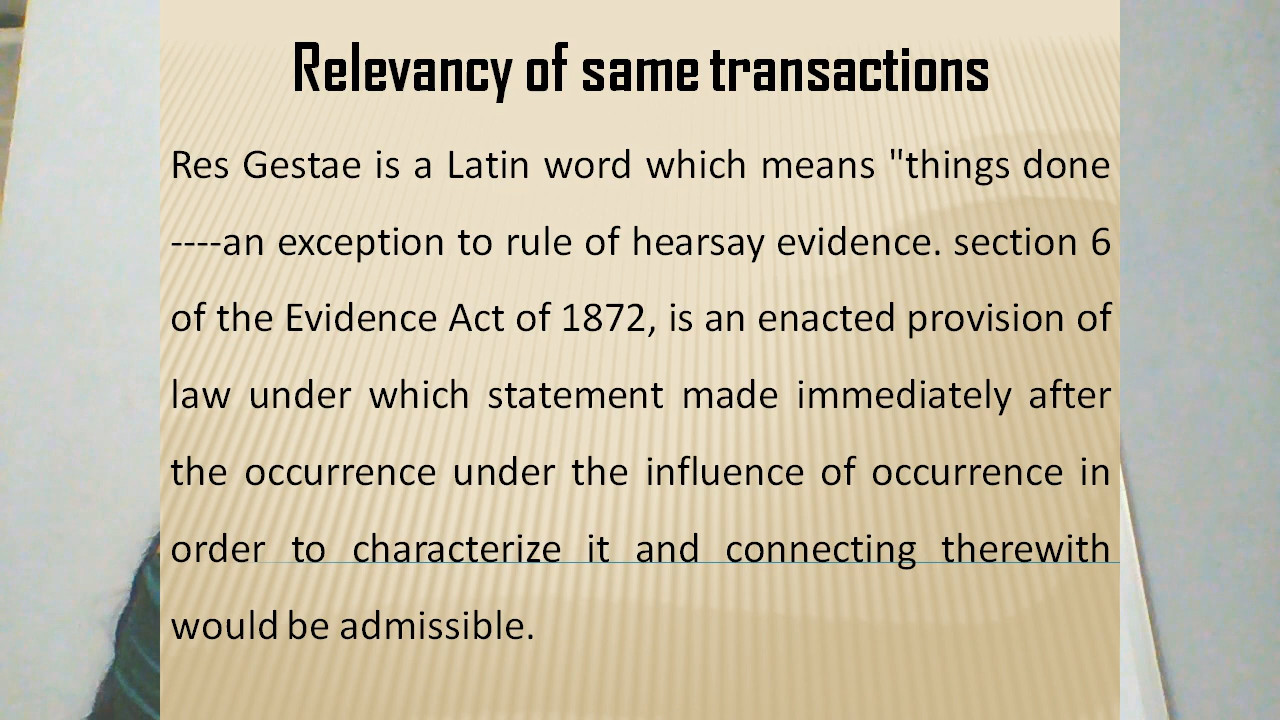 Relevancy of same transactions
Res Gestae is a Latin word which means "things done
----an exception to rule of hearsay evidence. section 6
of the Evidence Act of 1872, is an enacted provision of
law under which statement made immediately after
the occurrence under the influence of occurrence in
order to characterize it and connecting therewith
would be admissible.